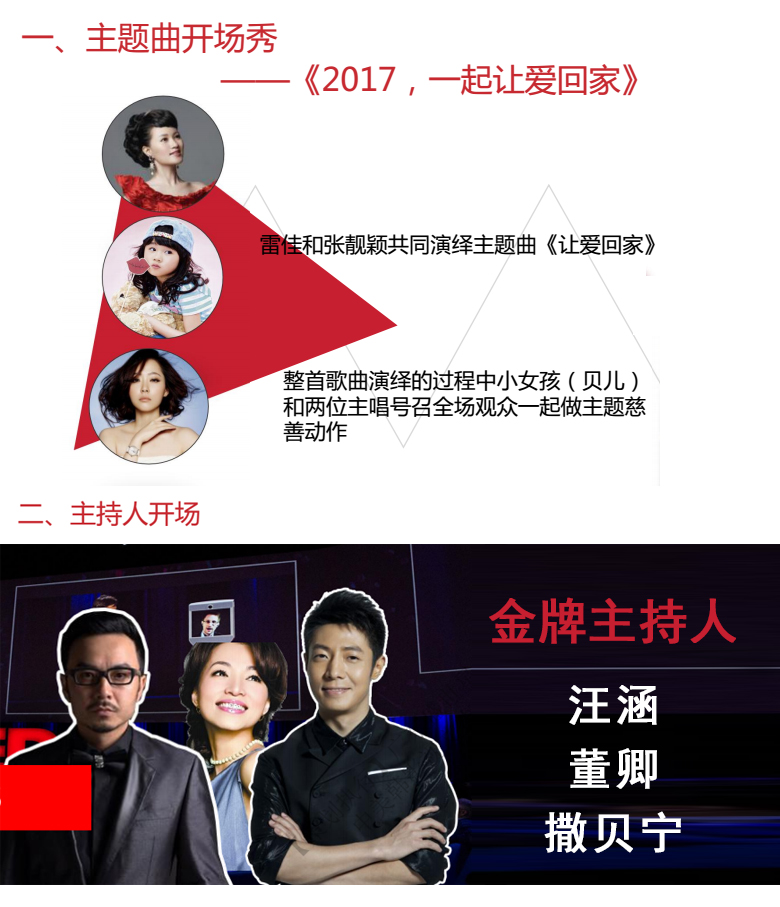 一、主题曲开场秀
——《2017，一起让爱回家》
雷佳和张靓颖共同演绎主题曲《让爱回家》
整首歌曲演绎的过程中小女孩（贝儿）
和两位主唱号召全场观众一起做主题慈
善动作
二、主持人开场
金牌主持人
汪涵
董卿
撒贝宁